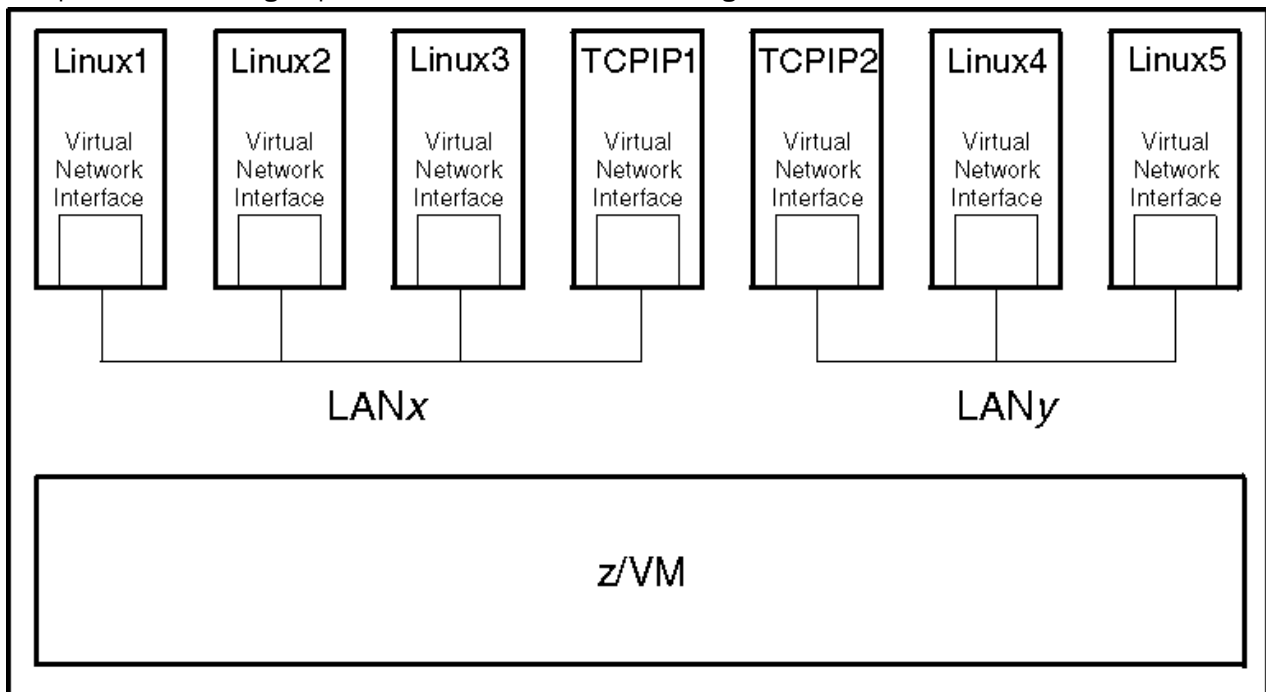 Linux1
Linux2
Linux3
TCPIP1
TCPIP2
Linux4
Linux5
Virtual
Network
Interface
Virtual
Network
Interface
Virtual
Network
Interface
Virtual
Network
Interface
Virtual
Network
Interface
Virtual
Network
Interface
Virtual
Network
Interface
LANx
LANy
z/VM